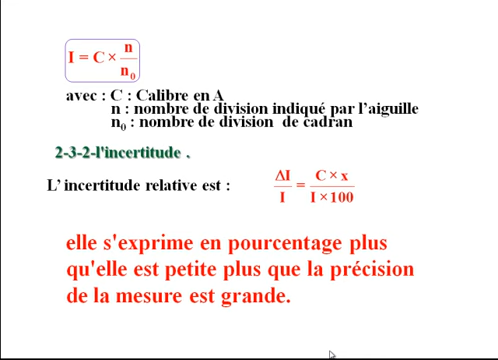 I = C × n/n₀
avec : C : Calibre en A
n : nombre de division indiqué par l'aiguille
n₀ : nombre de division de cadran
2-3-2-l'incertitude .
L'incertitude relative est : ΔI/I = C × x / I × 100
elle s'exprime en pourcentage plus
qu'elle est petite plus que la précision
de la mesure est grande.